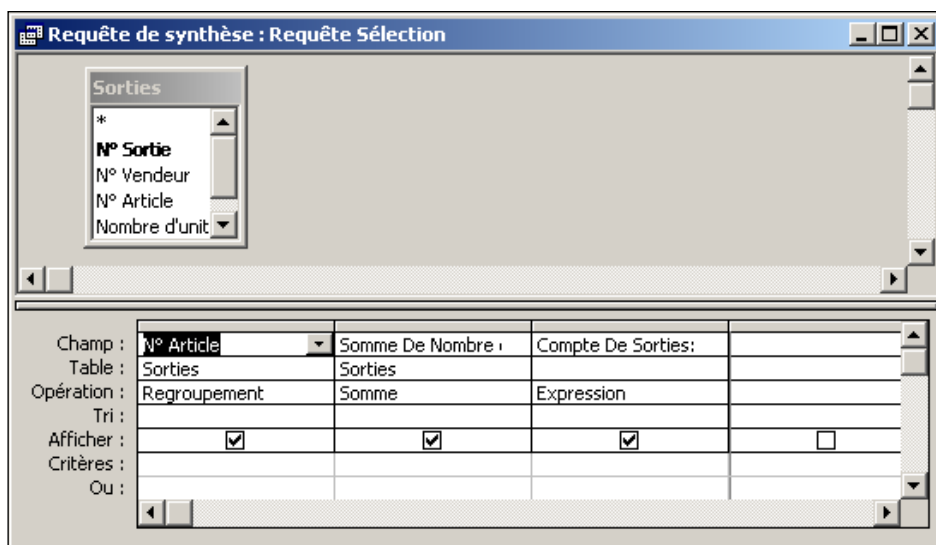 Requête de synthèse : Requête Sélection
Sorties
*
N° Sortie
N° Vendeur
N° Article
Nombre d'unit
Champ : N° Article Somme De Nombre Compte De Sorties:
Table : Sorties Sorties
Opération : Regroupement Somme Expression
Tri :
Afficher :
Critères :
Ou :